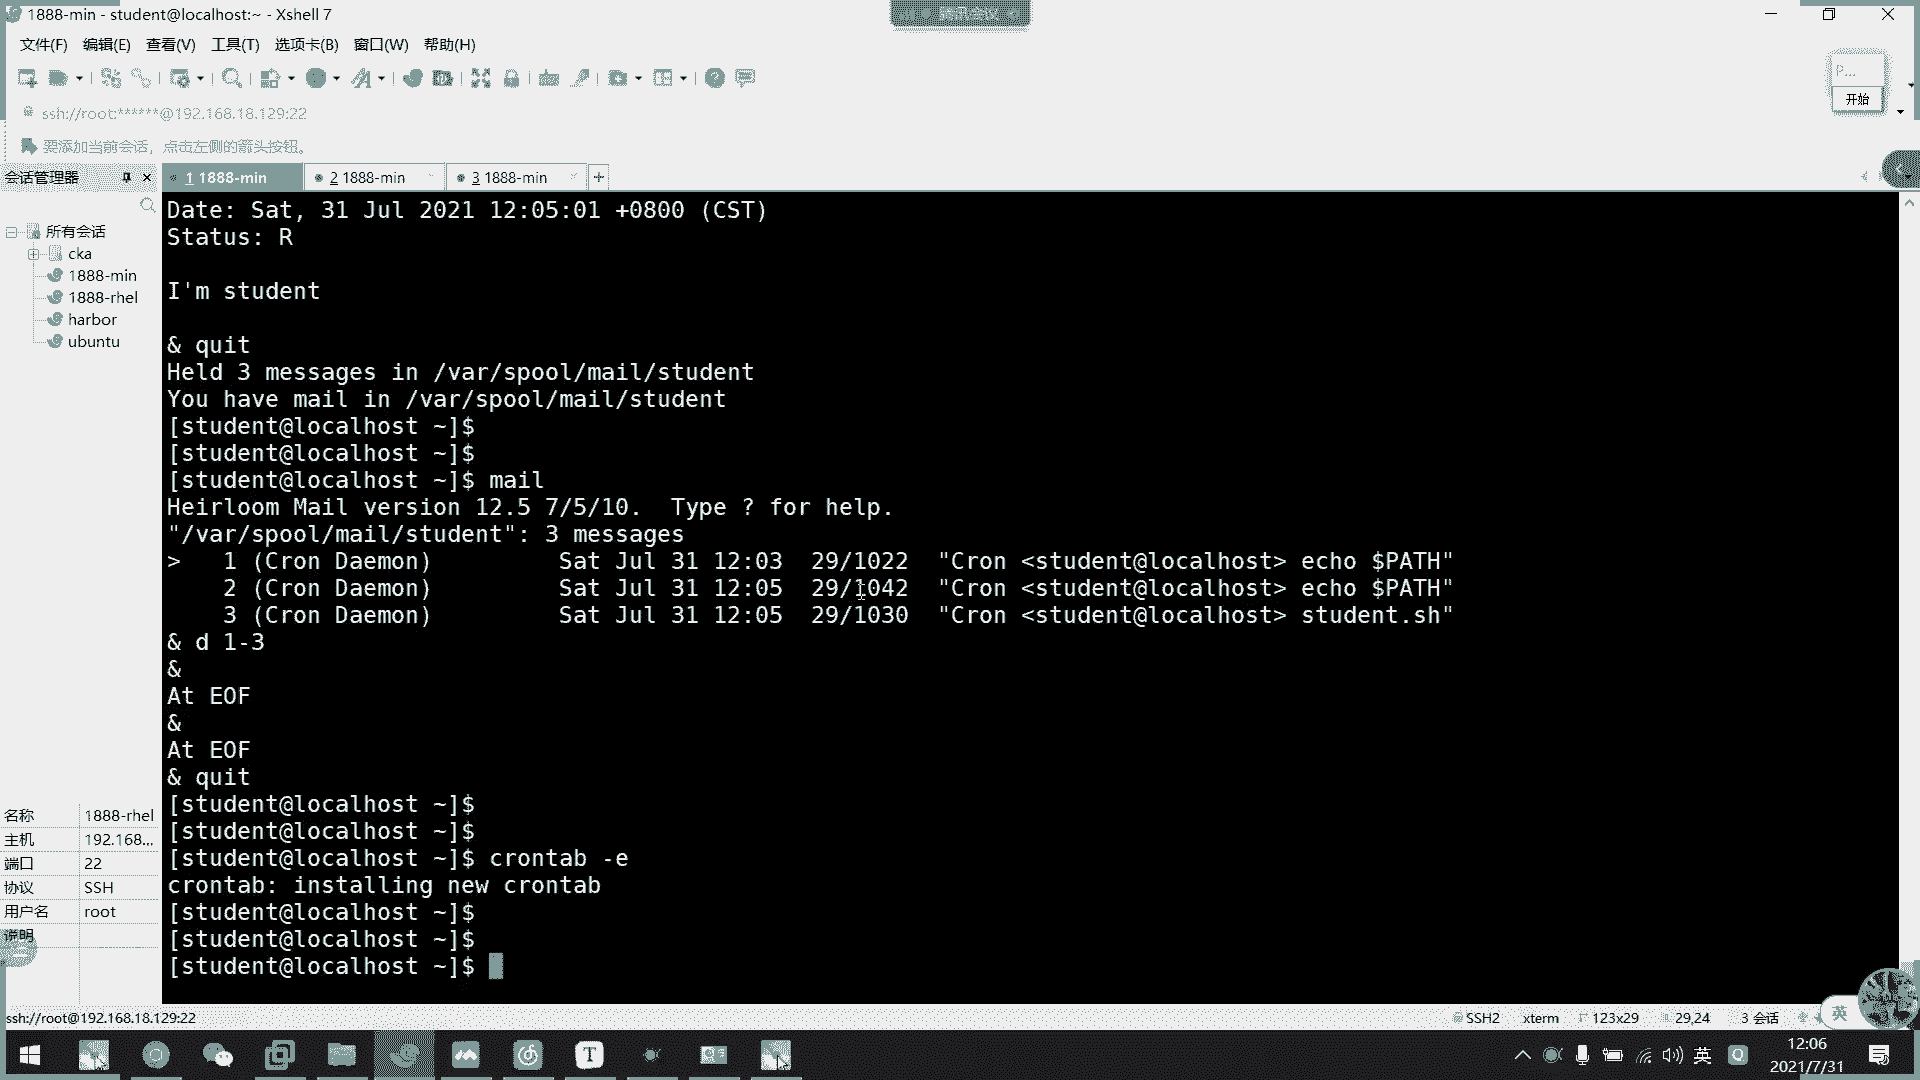 1888-min - student@localhost:~ - Xshell 7
腾讯会议
文件(F) 编辑(E) 查看(V) 工具(T) 选项卡(B) 窗口(W) 帮助(H)
P...
开始
ssh://root:******@192.168.18.129:22
要添加当前会话，点击左侧的箭头按钮。
会话管理器
1 1888-min
2 1888-min
3 1888-min
所有会话
cka
1888-min
1888-rhel
harbor
ubuntu
名称 1888-rhel
主机 192.168...
端口 22
协议 SSH
用户名 root
说明
Date: Sat, 31 Jul 2021 12:05:01 +0800 (CST)
Status: R
I'm student
& quit
Held 3 messages in /var/spool/mail/student
You have mail in /var/spool/mail/student
[student@localhost ~]$
[student@localhost ~]$
[student@localhost ~]$ mail
Heirloom Mail version 12.5 7/5/10.  Type ? for help.
"/var/spool/mail/student": 3 messages
>   1 (Cron Daemon)         Sat Jul 31 12:03  29/1022  "Cron <student@localhost> echo $PATH"
    2 (Cron Daemon)         Sat Jul 31 12:05  29/1042  "Cron <student@localhost> echo $PATH"
    3 (Cron Daemon)         Sat Jul 31 12:05  29/1030  "Cron <student@localhost> student.sh"
& d 1-3
&
At EOF
&
At EOF
& quit
[student@localhost ~]$
[student@localhost ~]$
[student@localhost ~]$ crontab -e
crontab: installing new crontab
[student@localhost ~]$
[student@localhost ~]$
[student@localhost ~]$
ssh://root@192.168.18.129:22
SSH2 xterm 123x29 29,24 3 会话
英
英
12:06
2021/7/31